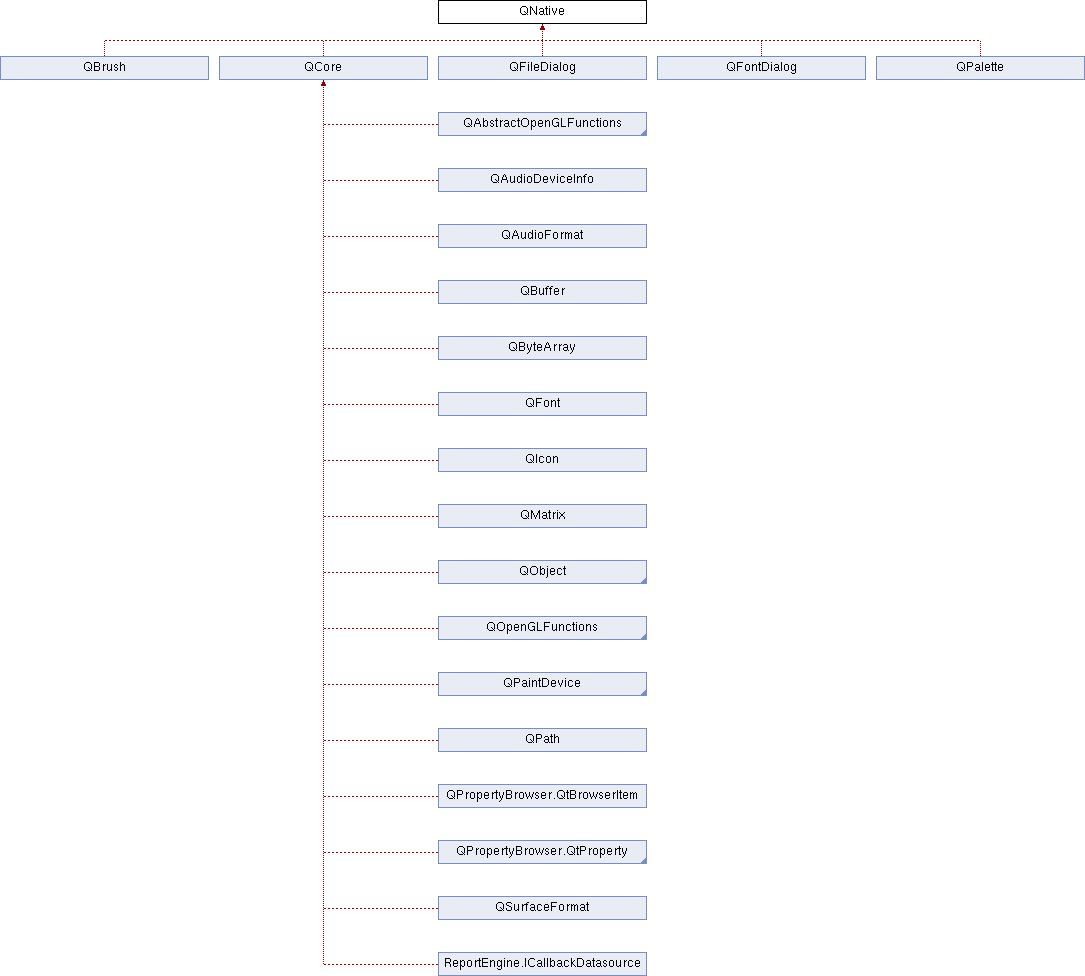 QNative
QBrush
QCore
QFileDialog
QFontDialog
QPalette
QAbstractOpenGLFunctions
QAudioDeviceInfo
QAudioFormat
QBuffer
QByteArray
QFont
QIcon
QMatrix
QObject
QOpenGLFunctions
QPaintDevice
QPath
QPropertyBrowser.QtBrowserItem
QPropertyBrowser.QtProperty
QSurfaceFormat
ReportEngine.ICallbackDatasource